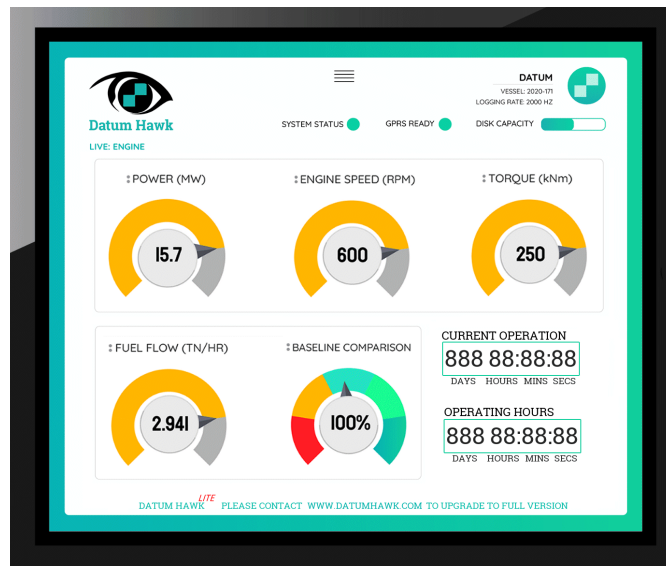 DATUM
VESSEL: 2020-171
LOGGING RATE: 2000 HZ
Datum Hawk
SYSTEM STATUS
GPRS READY
DISK CAPACITY
LIVE: ENGINE
POWER (MW)
ENGINE SPEED (RPM)
TORQUE (kNm)
15.7
600
250
FUEL FLOW (TN/HR)
BASELINE COMPARISON
2.941
100%
CURRENT OPERATION
888 88:88:88
DAYS HOURS MINS SECS
OPERATING HOURS
888 88:88:88
DAYS HOURS MINS SECS
DATUM HAWK LITE PLEASE CONTACT WWW.DATUMHAWK.COM TO UPGRADE TO FULL VERSION